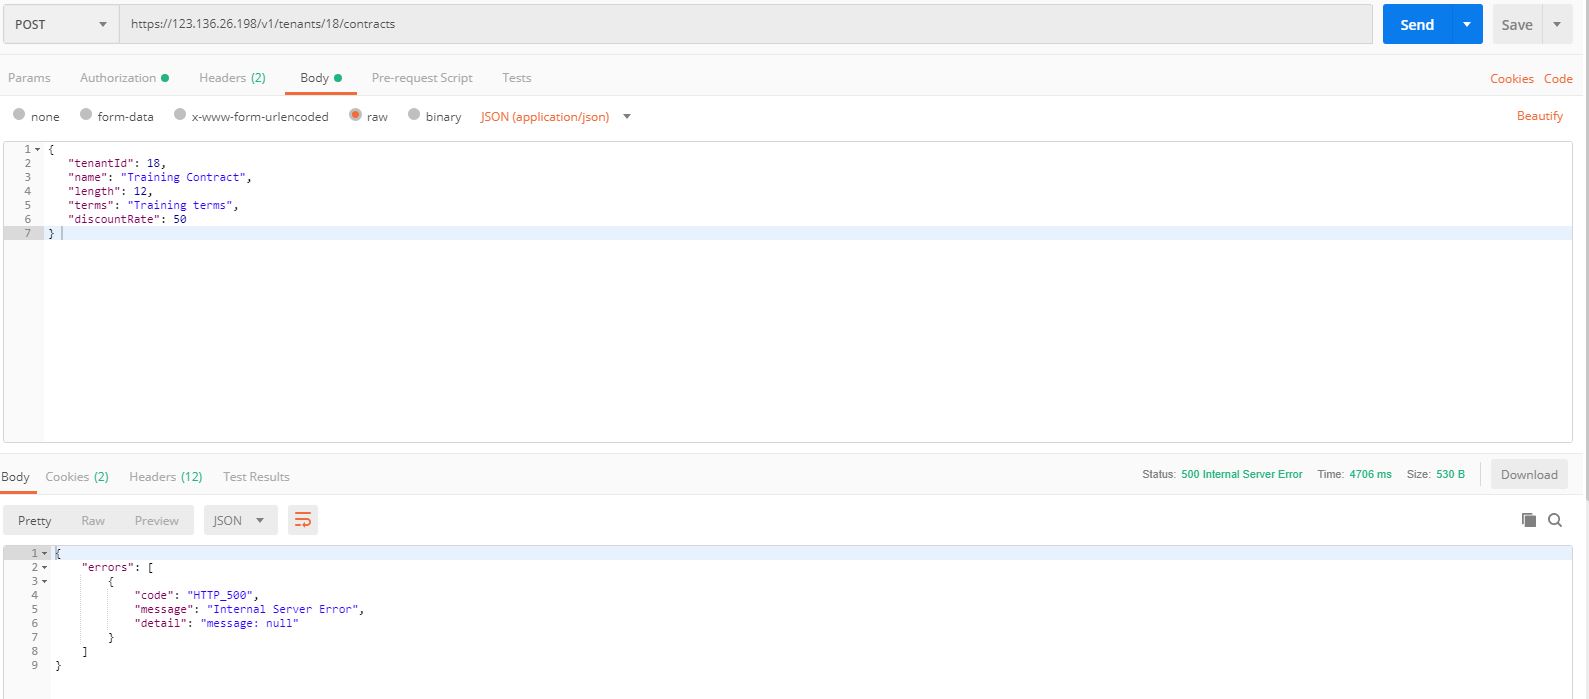 POST https://123.136.26.198/v1/tenants/18/contracts Send Save
Params Authorization Headers (2) Body Pre-request Script Tests Cookies Code
none form-data x-www-form-urlencoded raw binary JSON (application/json) Beautify
1 {
2 "tenantId": 18,
3 "name": "Training Contract",
4 "length": 12,
5 "terms": "Training terms",
6 "discountRate": 50
7 }
Body Cookies (2) Headers (12) Test Results Status: 500 Internal Server Error Time: 4706 ms Size: 530 B Download
Pretty Raw Preview JSON
1 {
2 "errors": [
3 {
4 "code": "HTTP_500",
5 "message": "Internal Server Error",
6 "detail": "message: null"
7 }
8 ]
9 }